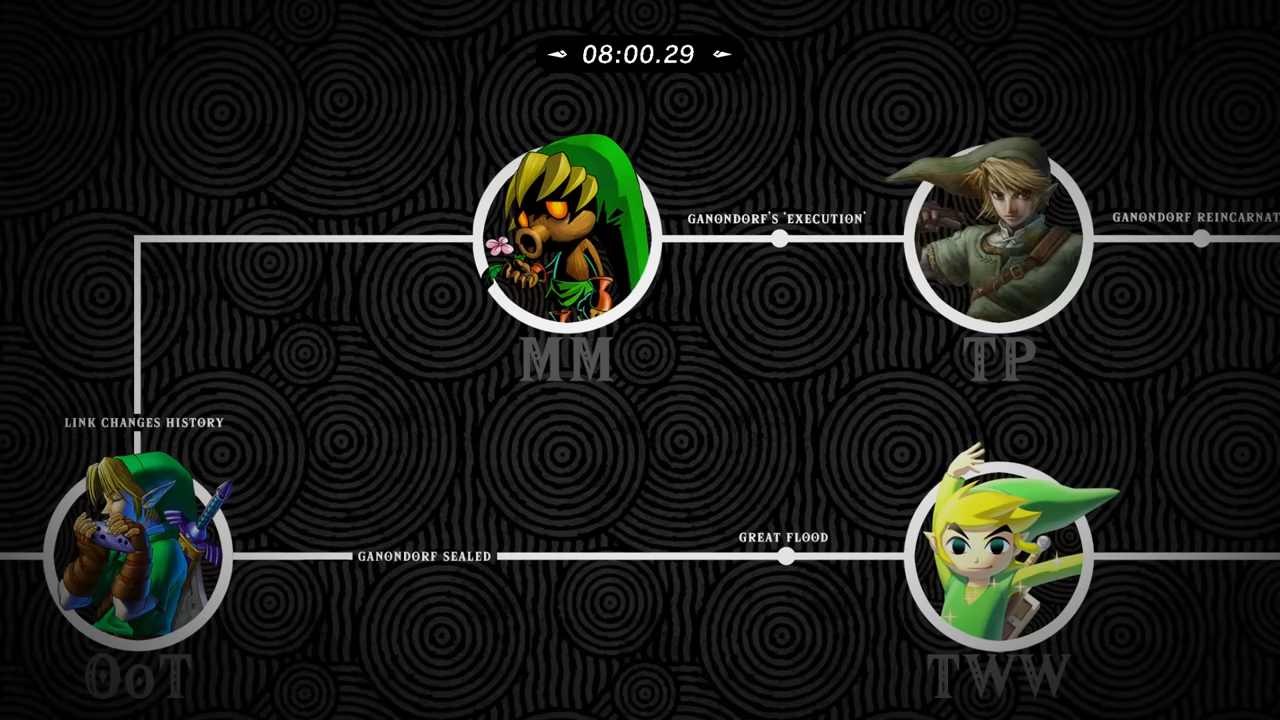 08:00.29
GANONDORF'S 'EXECUTION'
GANONDORF REINCARNAT
MM
TP
LINK CHANGES HISTORY
GREAT FLOOD
GANONDORF SEALED
OoT
TWW